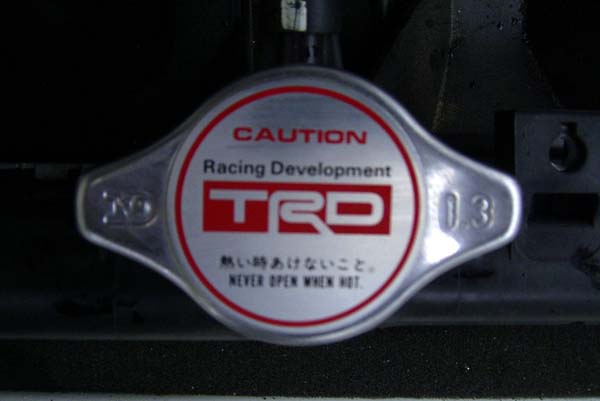 CAUTION
Racing Development
TRD
1.3
熱い時あけないこと。
NEVER OPEN WHEN HOT.